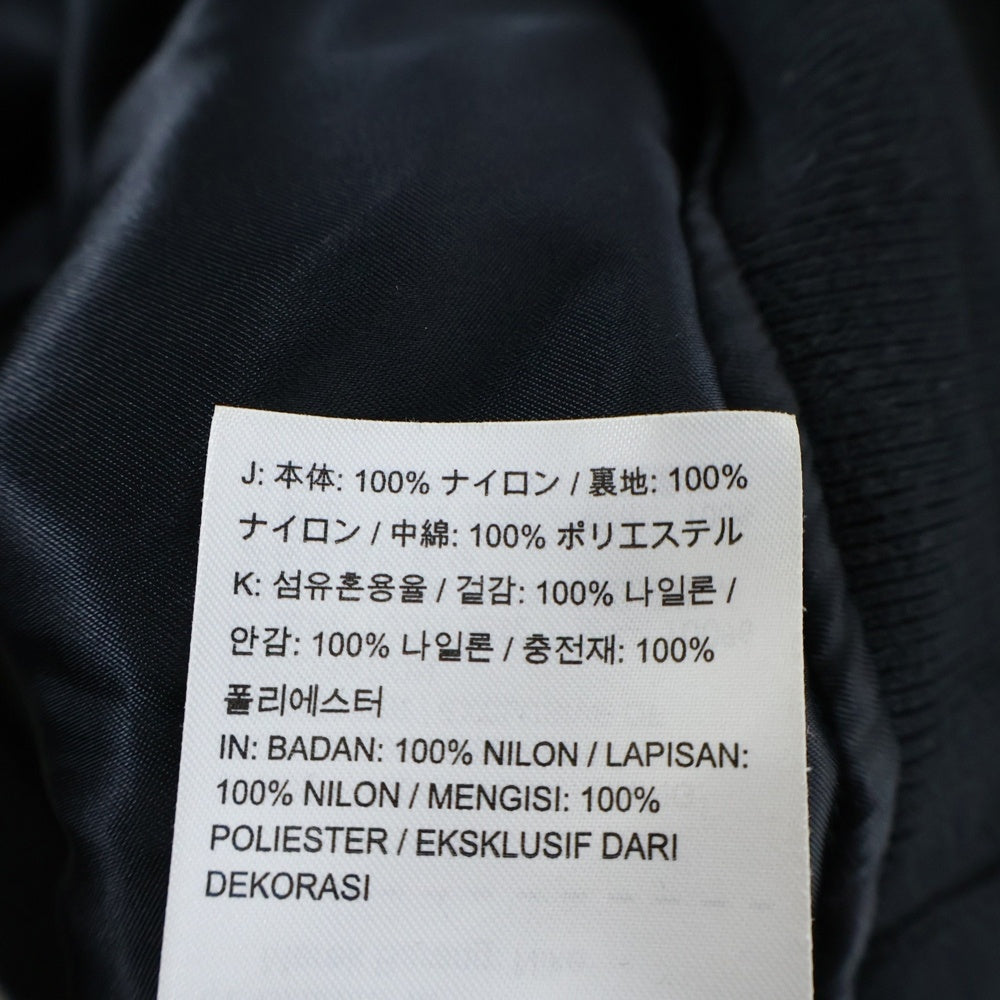 J: 本体: 100% ナイロン / 裏地: 100%
ナイロン / 中綿: 100% ポリエステル
K: 섬유혼용율 / 겉감: 100% 나일론 /
안감: 100% 나일론 / 충전재: 100%
폴리에스터
IN: BADAN: 100% NILON / LAPISAN:
100% NILON / MENGISI: 100%
POLIESTER / EKSKLUSIF DARI
DEKORASI